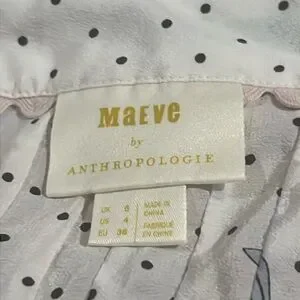 MAEVE
by
ANTHROPOLOGIE
UK 8
US 4
EU 36
MADE IN
CHINA
FABRIQUÉ
EN CHINE